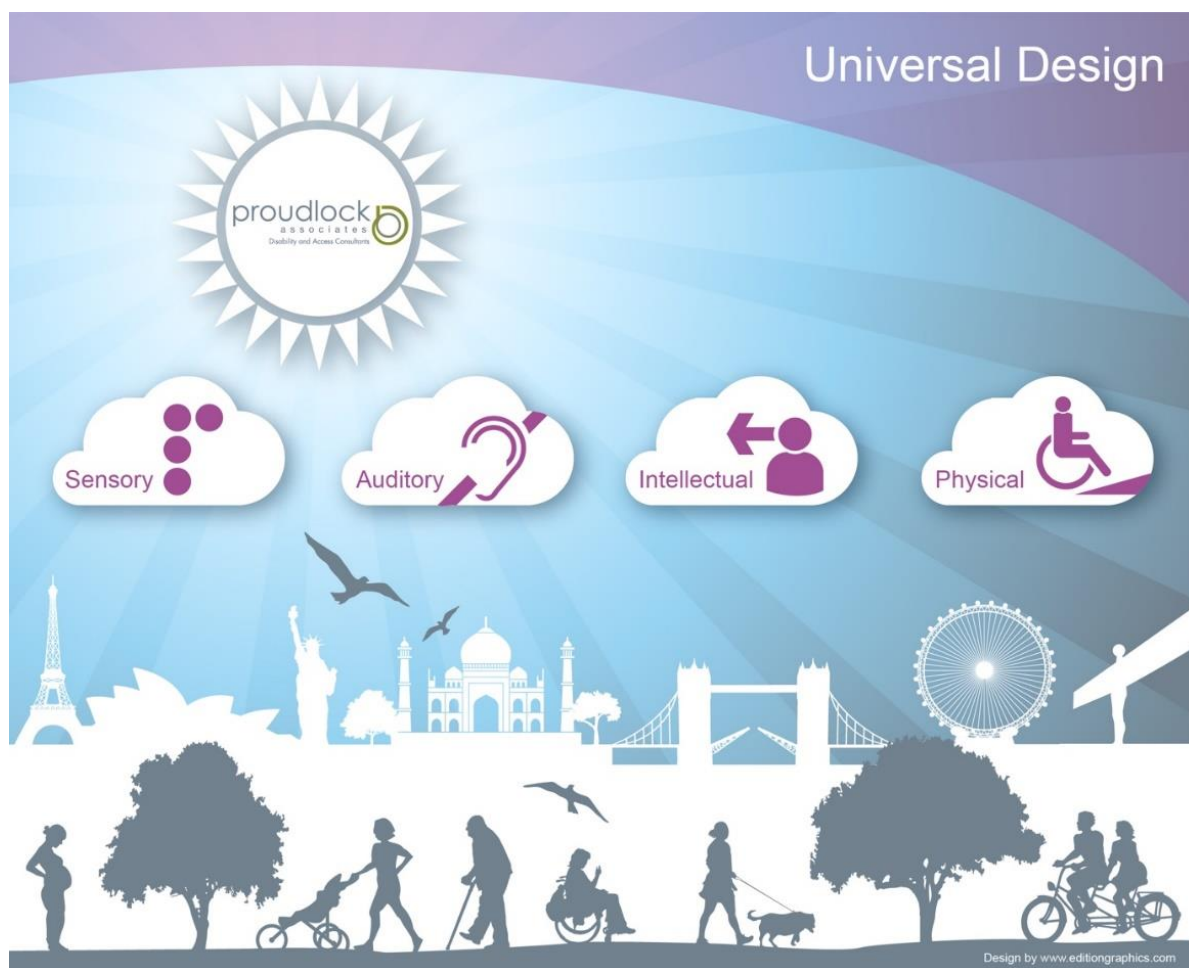 Universal Design
proudlock
associates
Disability and Access Consultants
Sensory
Auditory
Intellectual
Physical
Design by www.editiongraphics.com